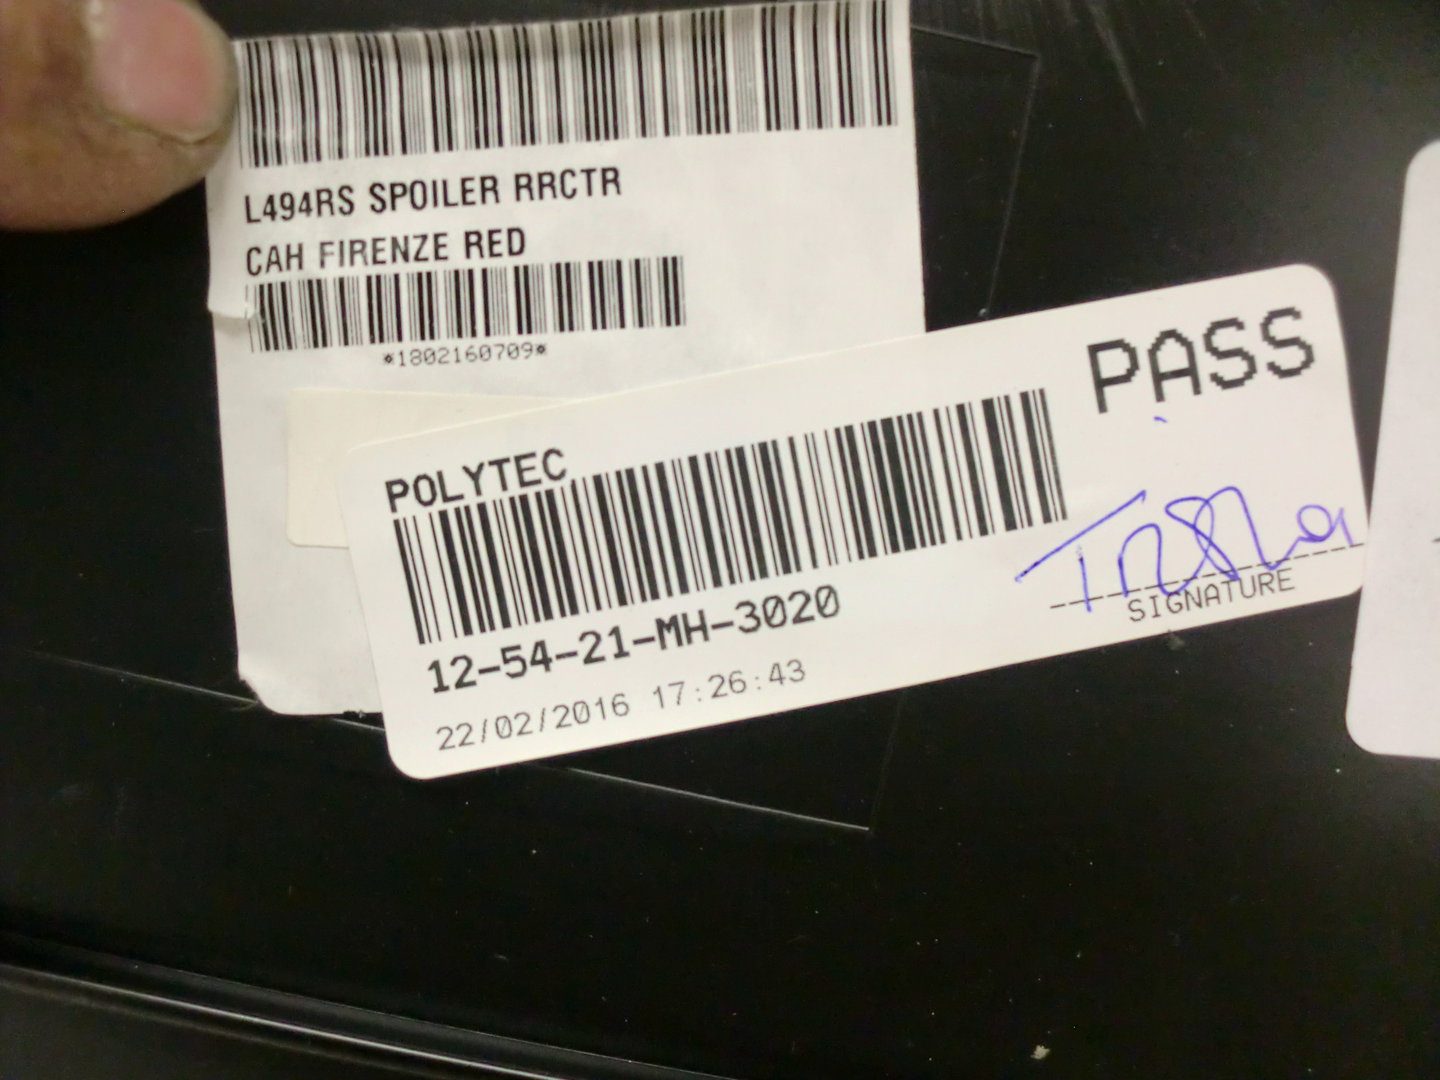 L494RS SPOILER RRCTR
CAH FIRENZE RED
*1802160709*
POLYTEC
PASS
12-54-21-MH-3020
22/02/2016 17:26:43
SIGNATURE